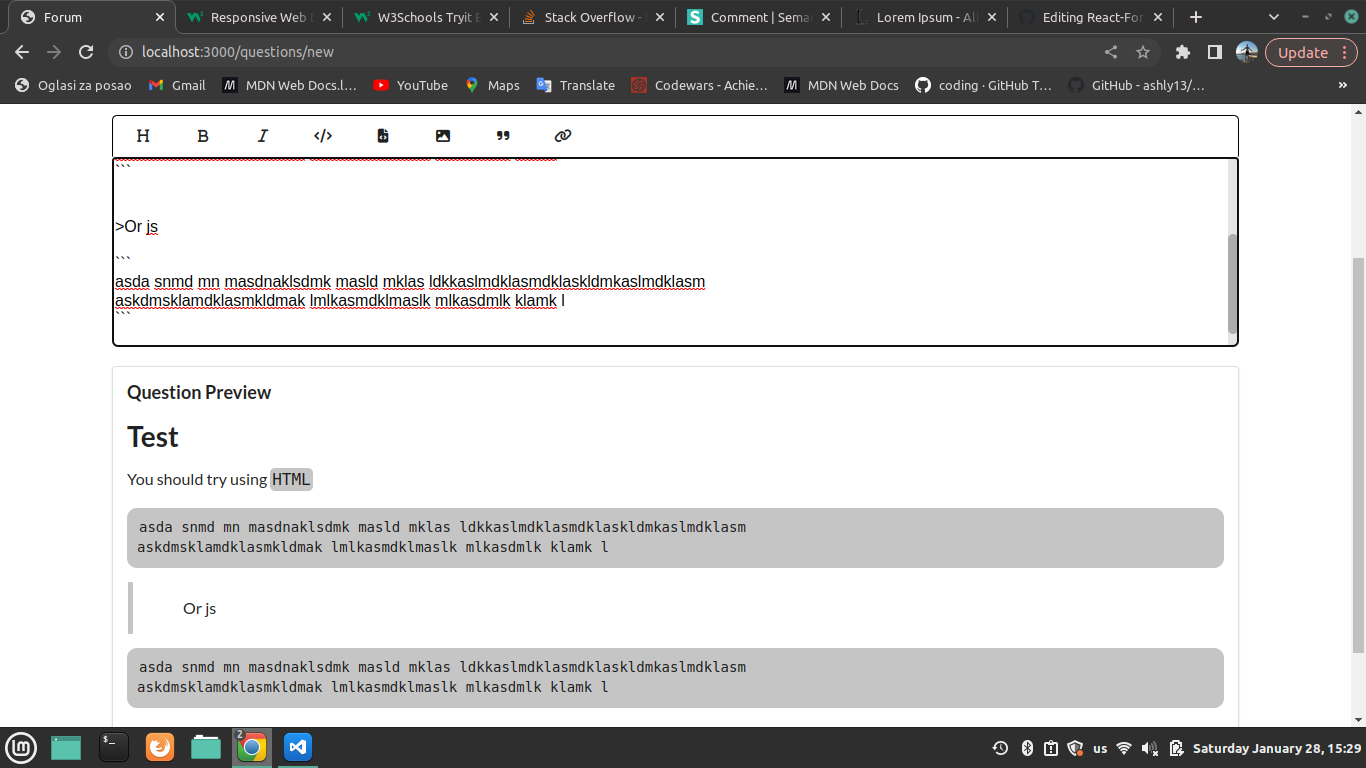 Forum
Responsive Web D
W3Schools Tryit E
Stack Overflow -
Comment | Seman
Lorem Ipsum - All
Editing React-For
localhost:3000/questions/new
Update
Oglasi za posao
Gmail
MDN Web Docs.l...
YouTube
Maps
Translate
Codewars - Achie...
MDN Web Docs
coding · GitHub T...
GitHub - ashly13/...
»
H B I </>
```
>Or js
```
asda snmd mn masdnaklsdmk masld mklas ldkkaslmdklasmdklaskldmkaslmdklasm
askdmsklamdklasmkldmak lmlkasmdklmaslk mlkasdmlk klamk l
```
Question Preview
Test
You should try using HTML
asda snmd mn masdnaklsdmk masld mklas ldkkaslmdklasmdklaskldmkaslmdklasm
askdmsklamdklasmkldmak lmlkasmdklmaslk mlkasdmlk klamk l
Or js
asda snmd mn masdnaklsdmk masld mklas ldkkaslmdklasmdklaskldmkaslmdklasm
askdmsklamdklasmkldmak lmlkasmdklmaslk mlkasdmlk klamk l
2
us
Saturday January 28, 15:29